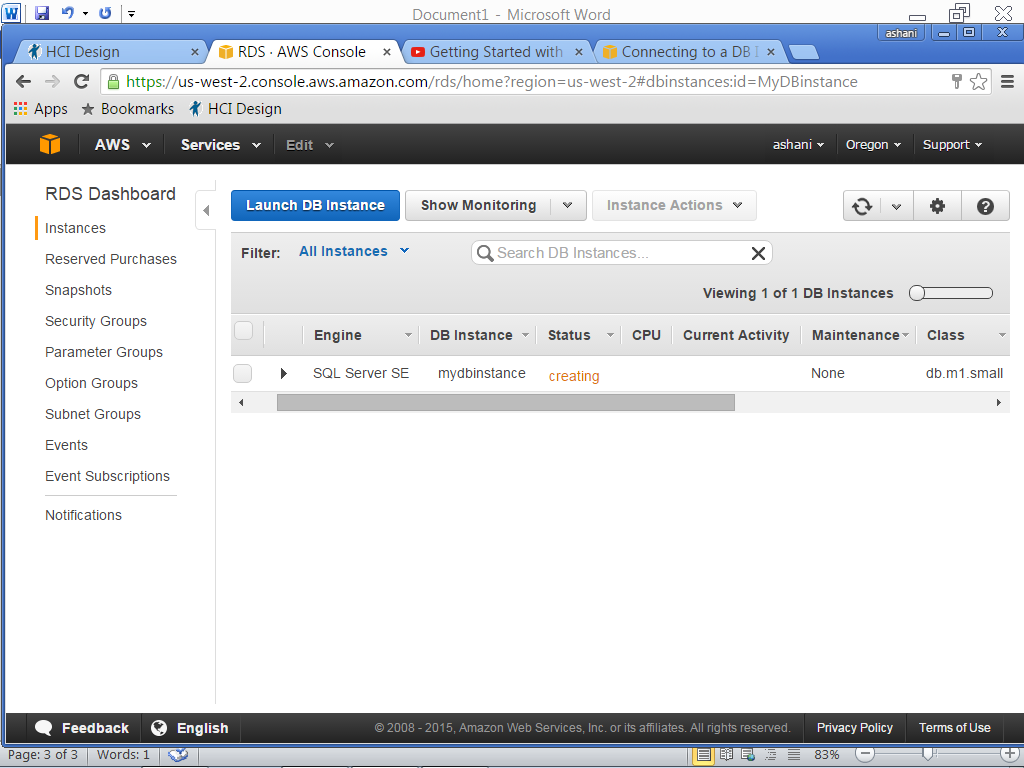 Document1 - Microsoft Word
ashani
HCI Design
RDS · AWS Console
Getting Started with
Connecting to a DB I
https://us-west-2.console.aws.amazon.com/rds/home?region=us-west-2#dbinstances:id=MyDBinstance
Apps Bookmarks HCI Design
AWS Services Edit ashani Oregon Support
RDS Dashboard
Instances
Reserved Purchases
Snapshots
Security Groups
Parameter Groups
Option Groups
Subnet Groups
Events
Event Subscriptions
Notifications
Launch DB Instance Show Monitoring Instance Actions
Filter: All Instances Search DB Instances...
Viewing 1 of 1 DB Instances
Engine DB Instance Status CPU Current Activity Maintenance Class
SQL Server SE mydbinstance creating None db.m1.small
Feedback English © 2008 - 2015, Amazon Web Services, Inc. or its affiliates. All rights reserved. Privacy Policy Terms of Use
Page: 3 of 3 Words: 1 83%